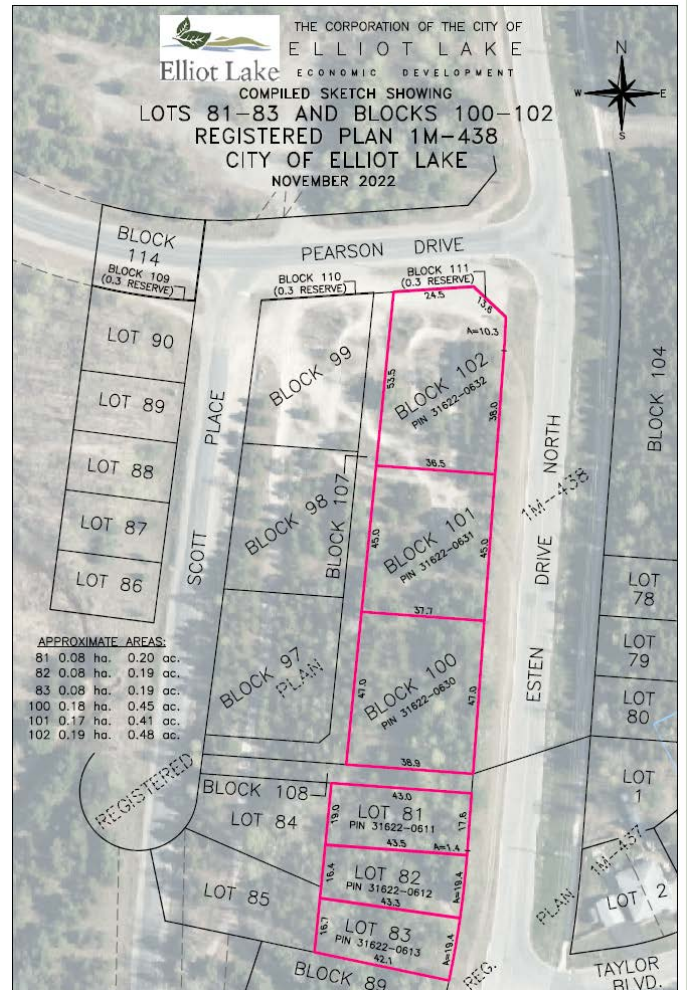 Elliot Lake
THE CORPORATION OF THE CITY OF
ELLIOT LAKE
ECONOMIC DEVELOPMENT
COMPILED SKETCH SHOWING
LOTS 81-83 AND BLOCKS 100-102
REGISTERED PLAN 1M-438
CITY OF ELLIOT LAKE
NOVEMBER 2022
N
W
E
S
BLOCK
114
BLOCK 109
(0.3 RESERVE)
PEARSON DRIVE
BLOCK 110
(0.3 RESERVE)
BLOCK 111
(0.3 RESERVE)
24.5
13.6
A=10.3
LOT 90
LOT 89
LOT 88
LOT 87
LOT 86
SCOTT PLACE
BLOCK 99
BLOCK 98
BLOCK 107
BLOCK 97
PLAN
53.5
BLOCK 102
PIN 31622-0632
38.0
36.5
45.0
BLOCK 101
PIN 31622-0631
45.0
37.7
47.0
BLOCK 100
PIN 31622-0630
47.0
38.9
ESTEN DRIVE NORTH
1M-438
BLOCK 104
LOT
78
LOT
79
LOT
80
LOT
1
APPROXIMATE AREAS:
81 0.08 ha. 0.20 ac.
82 0.08 ha. 0.19 ac.
83 0.08 ha. 0.19 ac.
100 0.18 ha. 0.45 ac.
101 0.17 ha. 0.41 ac.
102 0.19 ha. 0.48 ac.
REGISTERED
BLOCK 108
LOT 84
LOT 85
43.0
19.0
LOT 81
PIN 31622-0611
17.6
43.5
A=1.4
16.4
LOT 82
PIN 31622-0612
A=19.4
43.3
16.7
LOT 83
PIN 31622-0613
A=19.4
42.1
BLOCK 89
REG.
PLAN 1M-437
LOT 2
TAYLOR
BLVD.